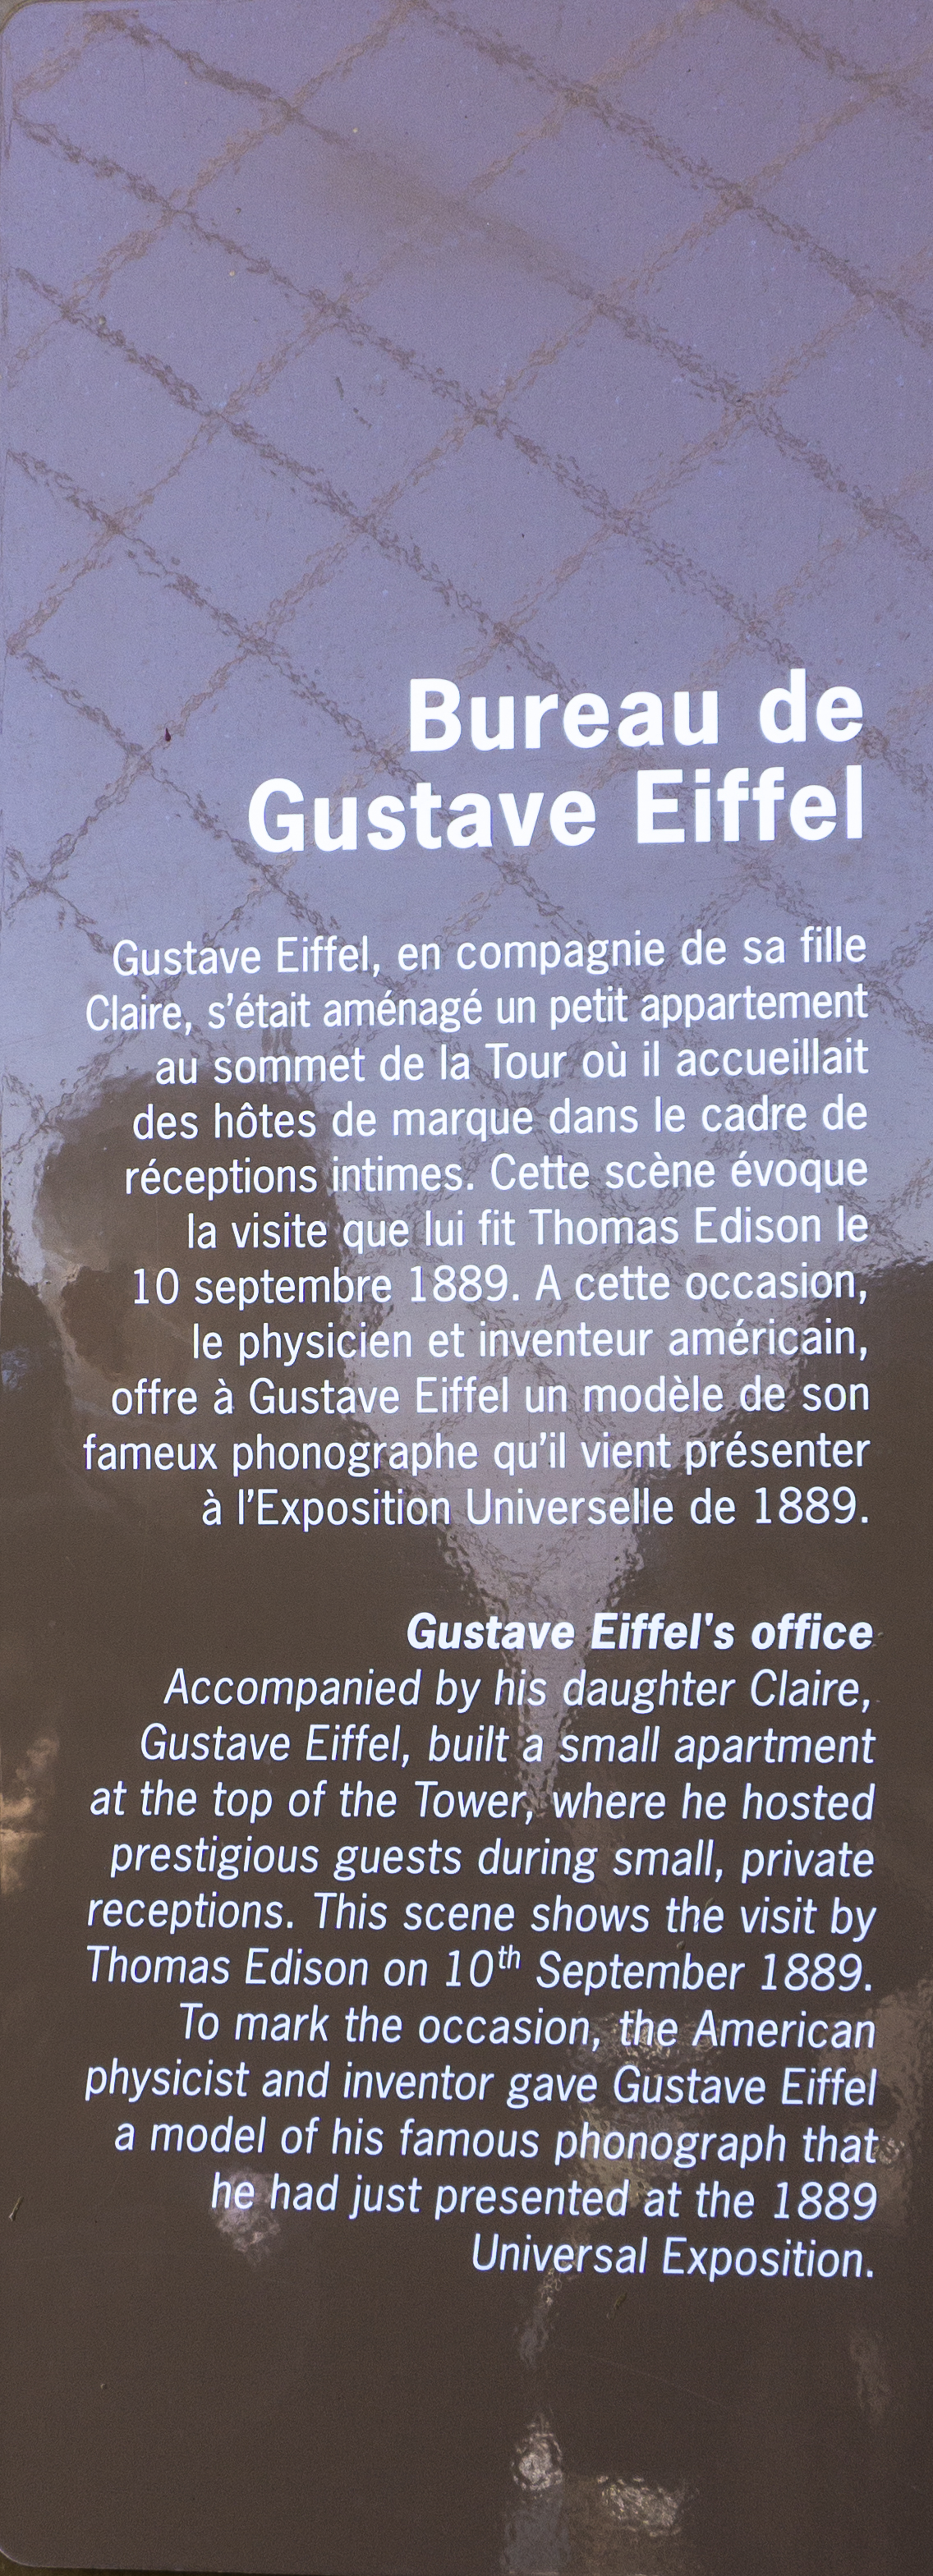 Bureau de
Gustave Eiffel
Gustave Eiffel, en compagnie de sa fille
Claire, s'était aménagé un petit appartement
au sommet de la Tour où il accueillait
des hôtes de marque dans le cadre de
réceptions intimes. Cette scène évoque
la visite que lui fit Thomas Edison le
10 septembre 1889. A cette occasion,
le physicien et inventeur américain,
offre à Gustave Eiffel un modèle de son
fameux phonographe qu'il vient présenter
à l'Exposition Universelle de 1889.
Gustave Eiffel's office
Accompanied by his daughter Claire,
Gustave Eiffel, built a small apartment
at the top of the Tower, where he hosted
prestigious guests during small, private
receptions. This scene shows the visit by
Thomas Edison on 10th September 1889.
To mark the occasion, the American
physicist and inventor gave Gustave Eiffel
a model of his famous phonograph that
he had just presented at the 1889
Universal Exposition.